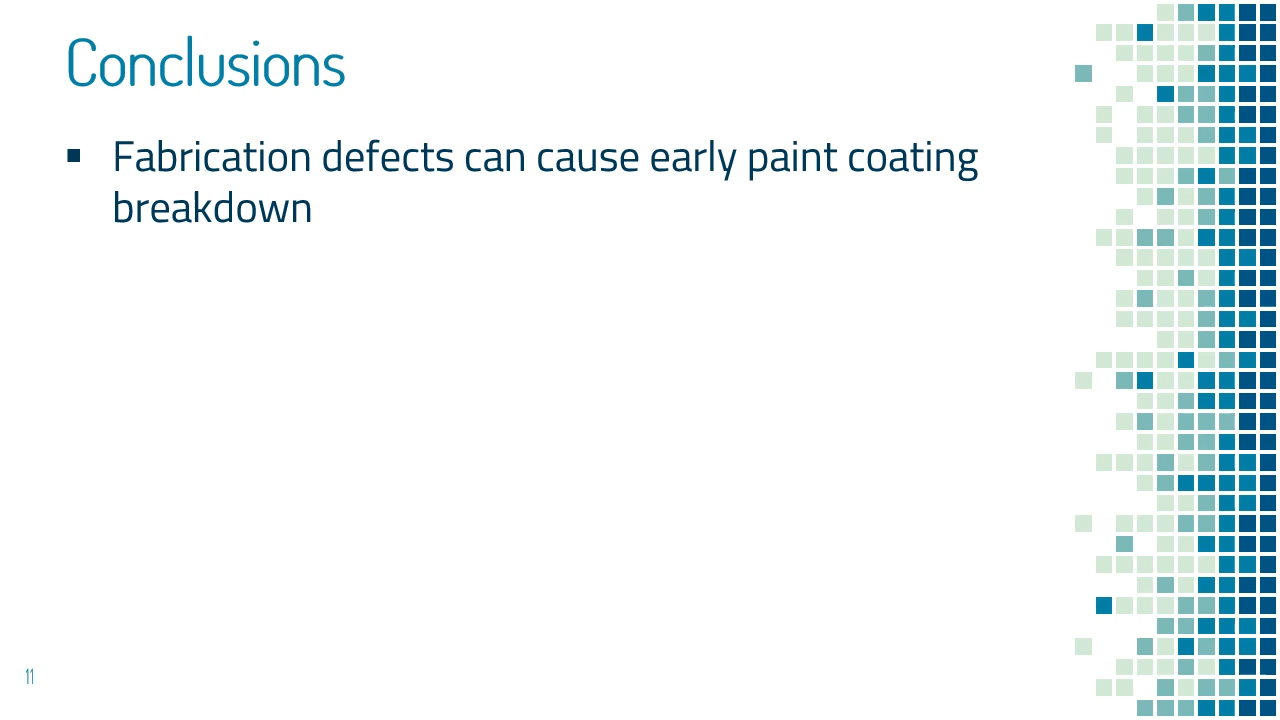 Conclusions
▪ Fabrication defects can cause early paint coating
breakdown
11